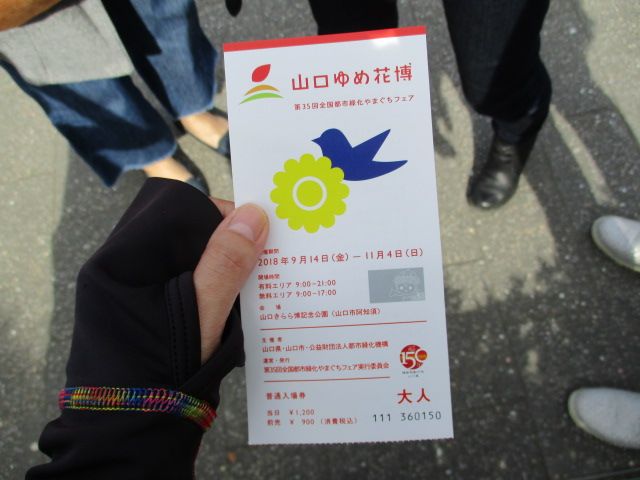 山口ゆめ花博
第35回全国都市緑化やまぐちフェア
開催期間
2018年9月14日(金)—11月4日(日)
開場時間
有料エリア 9:00-21:00
無料エリア 9:00-17:00
会 場
山口きらら博記念公園(山口市阿知須)
主 催 者
山口県・山口市・公益財団法人都市緑化機構
運営・発行
第35回全国都市緑化やまぐちフェア実行委員会
150
普通入場券
大人
当日 ¥1,200
前売 ¥ 900(消費税込)
111 360150